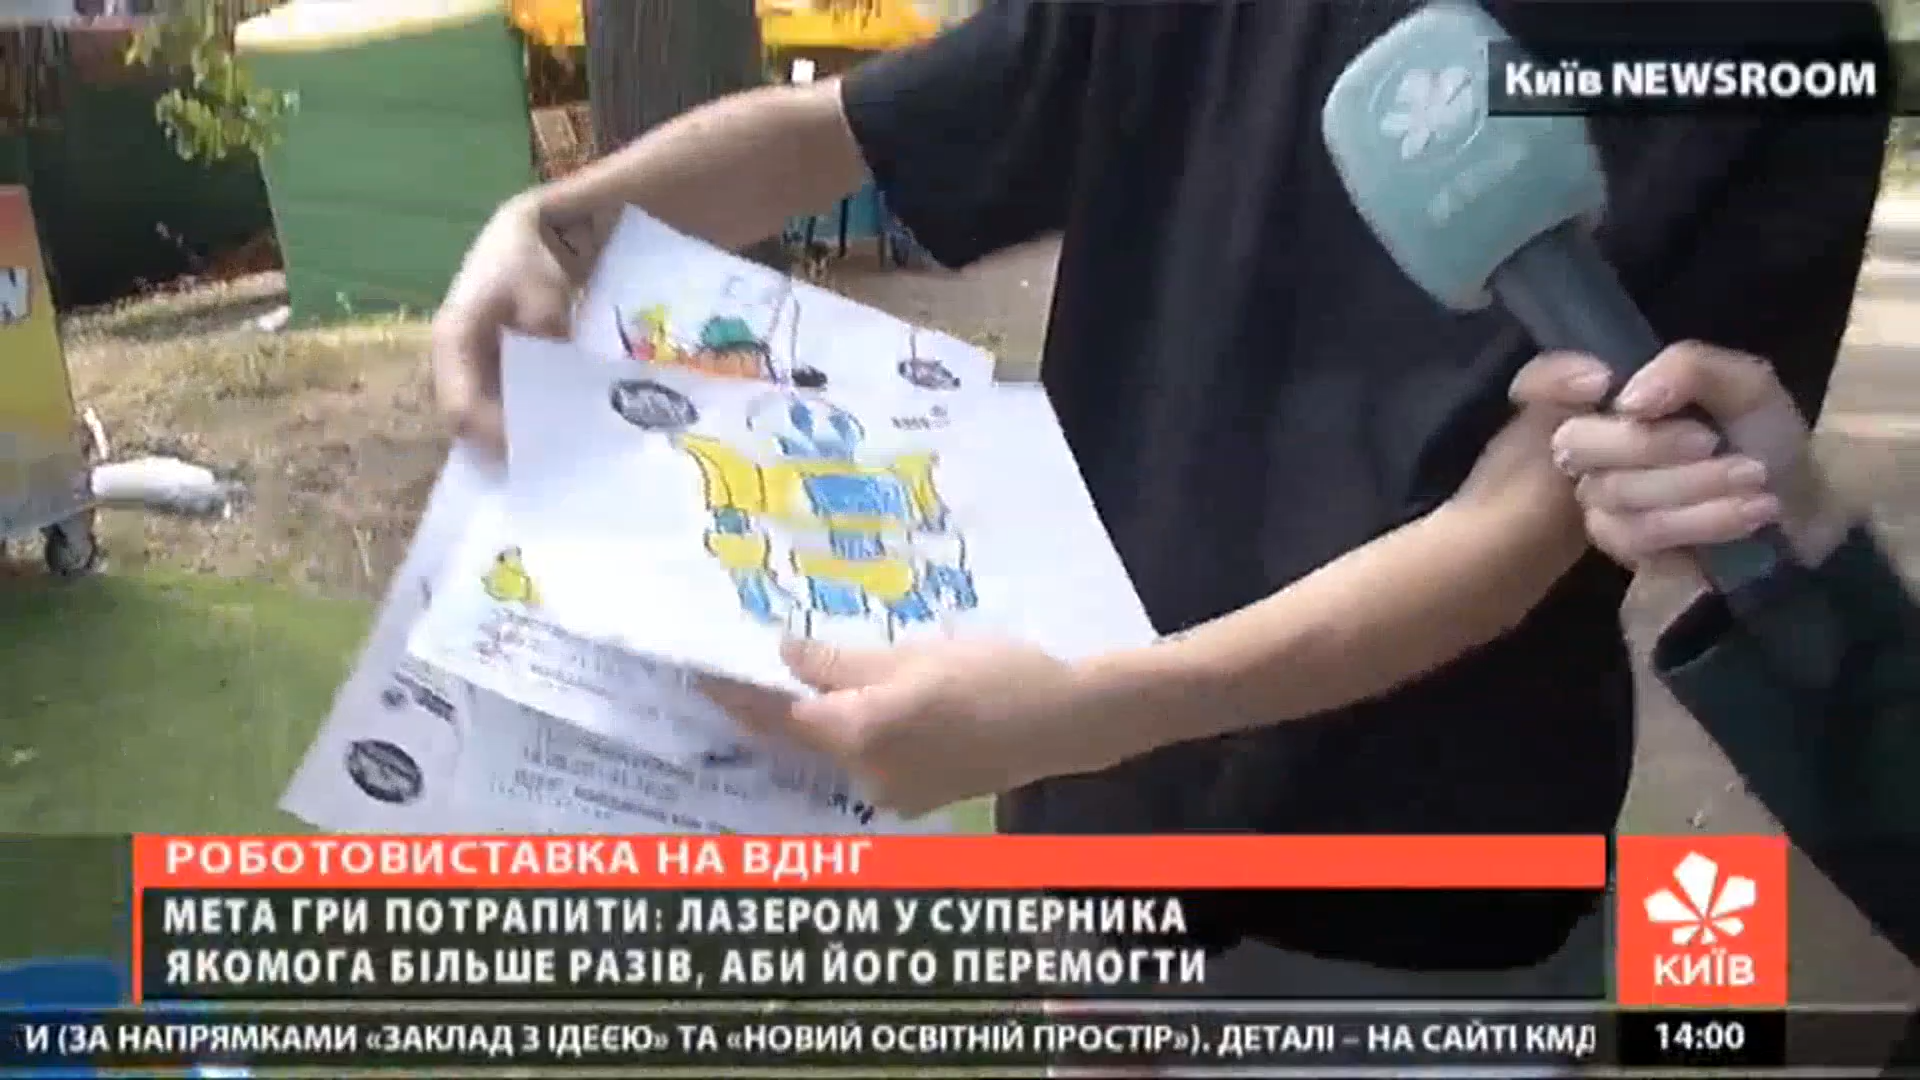 Київ NEWSROOM
РОБОТОВИСТАВКА НА ВДНГ
МЕТА ГРИ ПОТРАПИТИ: ЛАЗЕРОМ У СУПЕРНИКА
ЯКОМОГА БІЛЬШЕ РАЗІВ, АБИ ЙОГО ПЕРЕМОГТИ
КИЇВ
И (ЗА НАПРЯМКАМИ «ЗАКЛАД З ІДЕЄЮ» ТА «НОВИЙ ОСВІТНІЙ ПРОСТІР»). ДЕТАЛІ – НА САЙТІ КМД
14:00